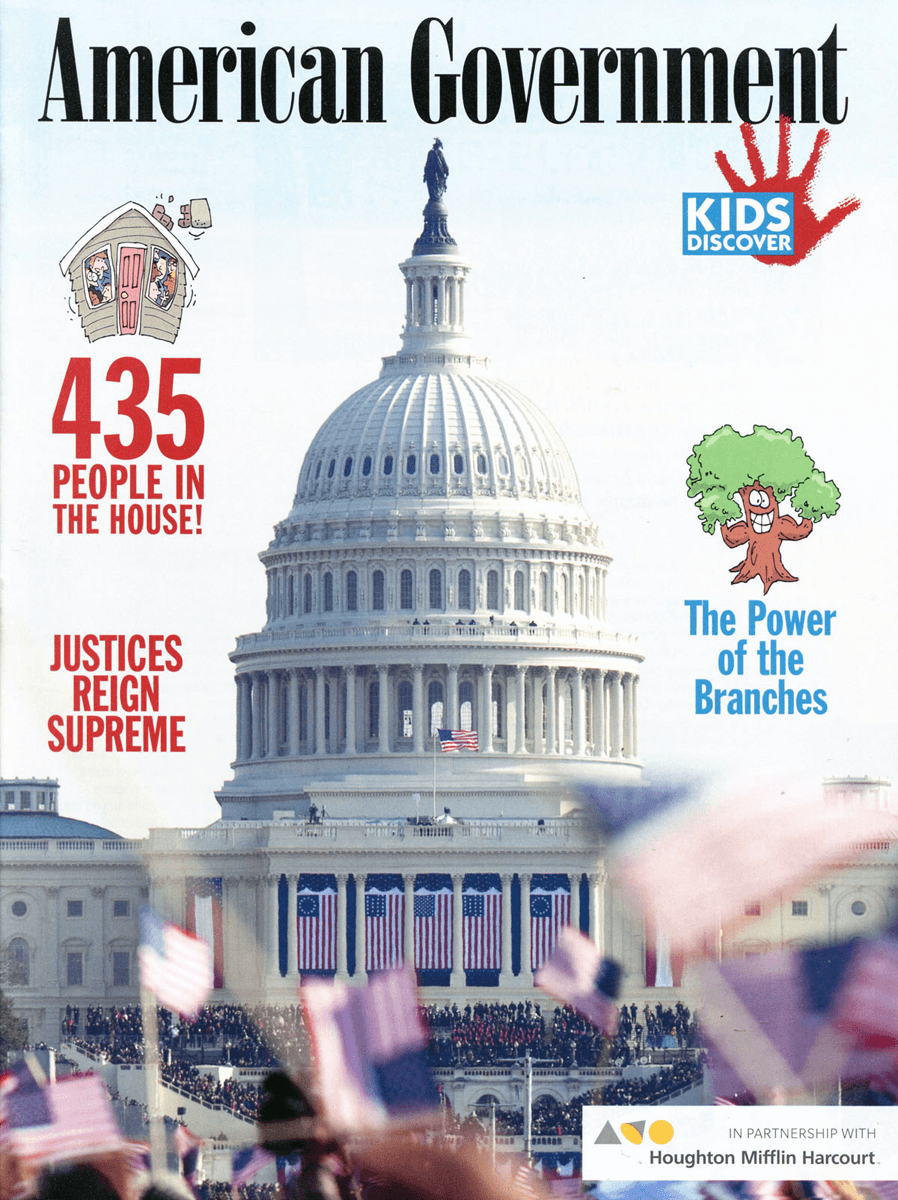 American Government
KIDS
DISCOVER
435
PEOPLE IN
THE HOUSE!
The Power
of the
Branches
JUSTICES
REIGN
SUPREME
IN PARTNERSHIP WITH
Houghton Mifflin Harcourt